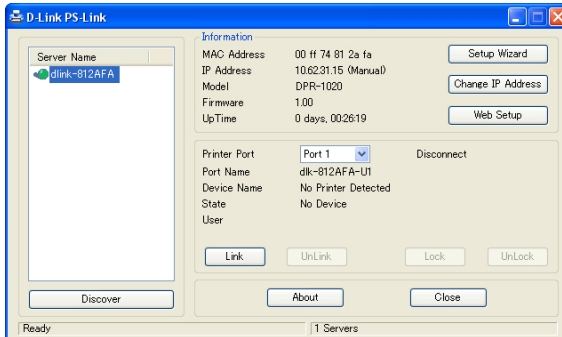 D-Link PS-Link
Server Name
dlink-812AFA
Discover
Information
MAC Address 00 ff 74 81 2a fa
IP Address 10.62.31.15 (Manual)
Model DPR-1020
Firmware 1.00
UpTime 0 days, 00:26:19
Setup Wizard
Change IP Address
Web Setup
Printer Port Port 1 Disconnect
Port Name dlk-812AFA-U1
Device Name No Printer Detected
State No Device
User
Link UnLink Lock UnLock
About Close
Ready 1 Servers